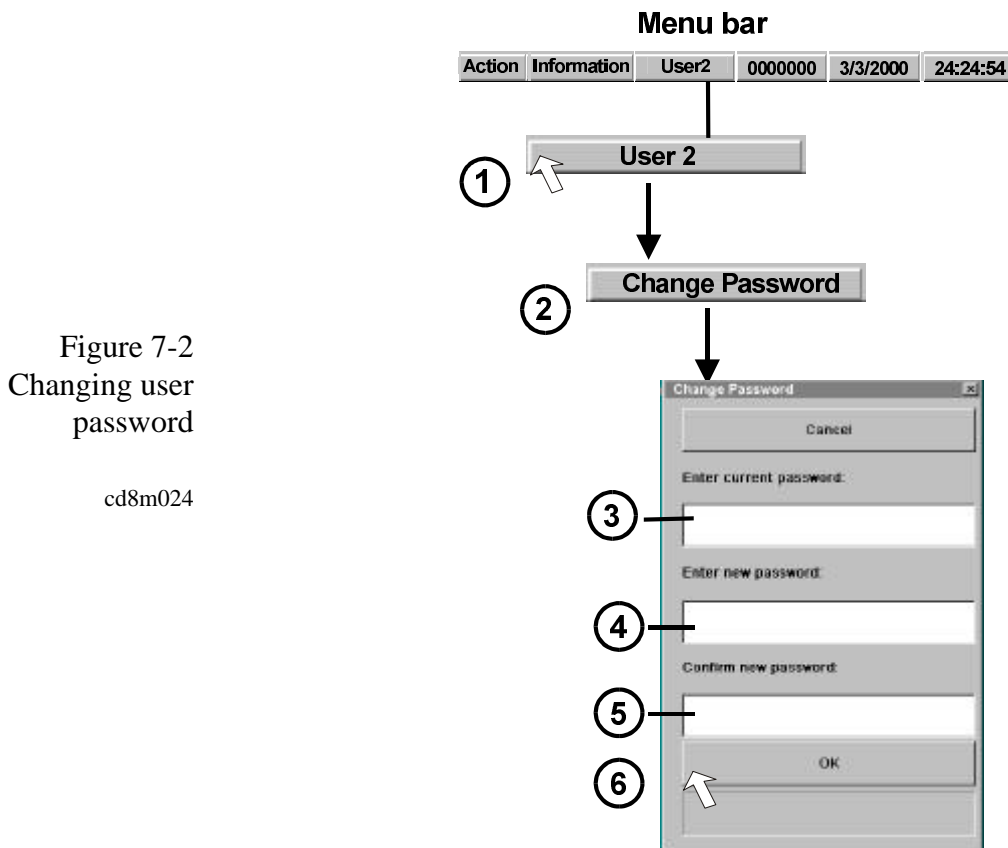 Menu bar
Action Information User2 0000000 3/3/2000 24:24:54
User 2
1
Change Password
2
Figure 7-2
Changing user
password
cd8m024
Change Password
Cancel
Enter current password:
3
Enter new password:
4
Confirm new password:
5
OK
6